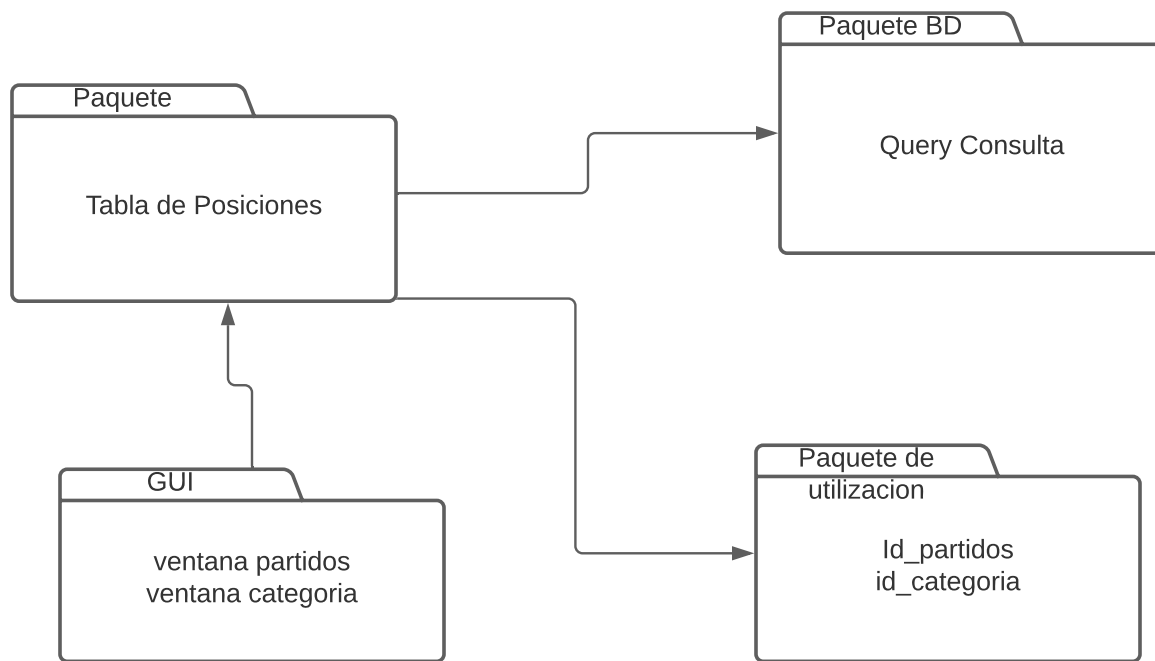 Paquete BD
Query Consulta
Paquete
Tabla de Posiciones
GUI
ventana partidos
ventana categoria
Paquete de
utilizacion
Id_partidos
id_categoria